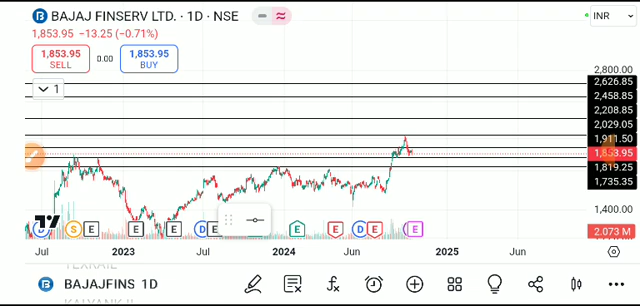 BAJAJ FINSERV LTD. · 1D · NSE
INR
1,853.95 −13.25 (−0.71%)
1,853.95 SELL
0.00
1,853.95 BUY
1
2,800.00
2,626.85
2,458.85
2,208.85
2,029.05
1,911.50
1,853.95
1,819.25
1,735.35
1,400.00
2.073 M
D S E E E D E E E D E E
Jul 2023 Jul 2024 Jun 2025 Jun
BAJAJFINS 1D